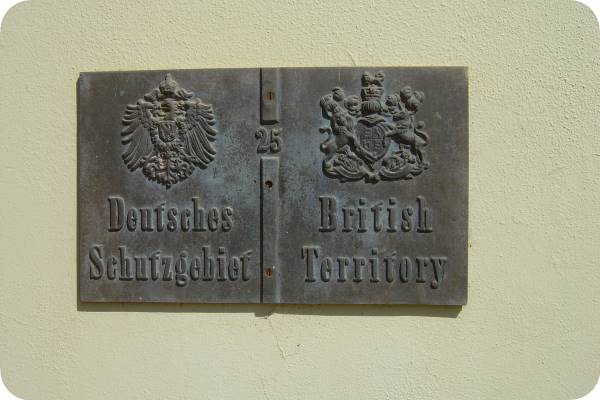 25
Deutsches
Schutzgebiet
British
Territory